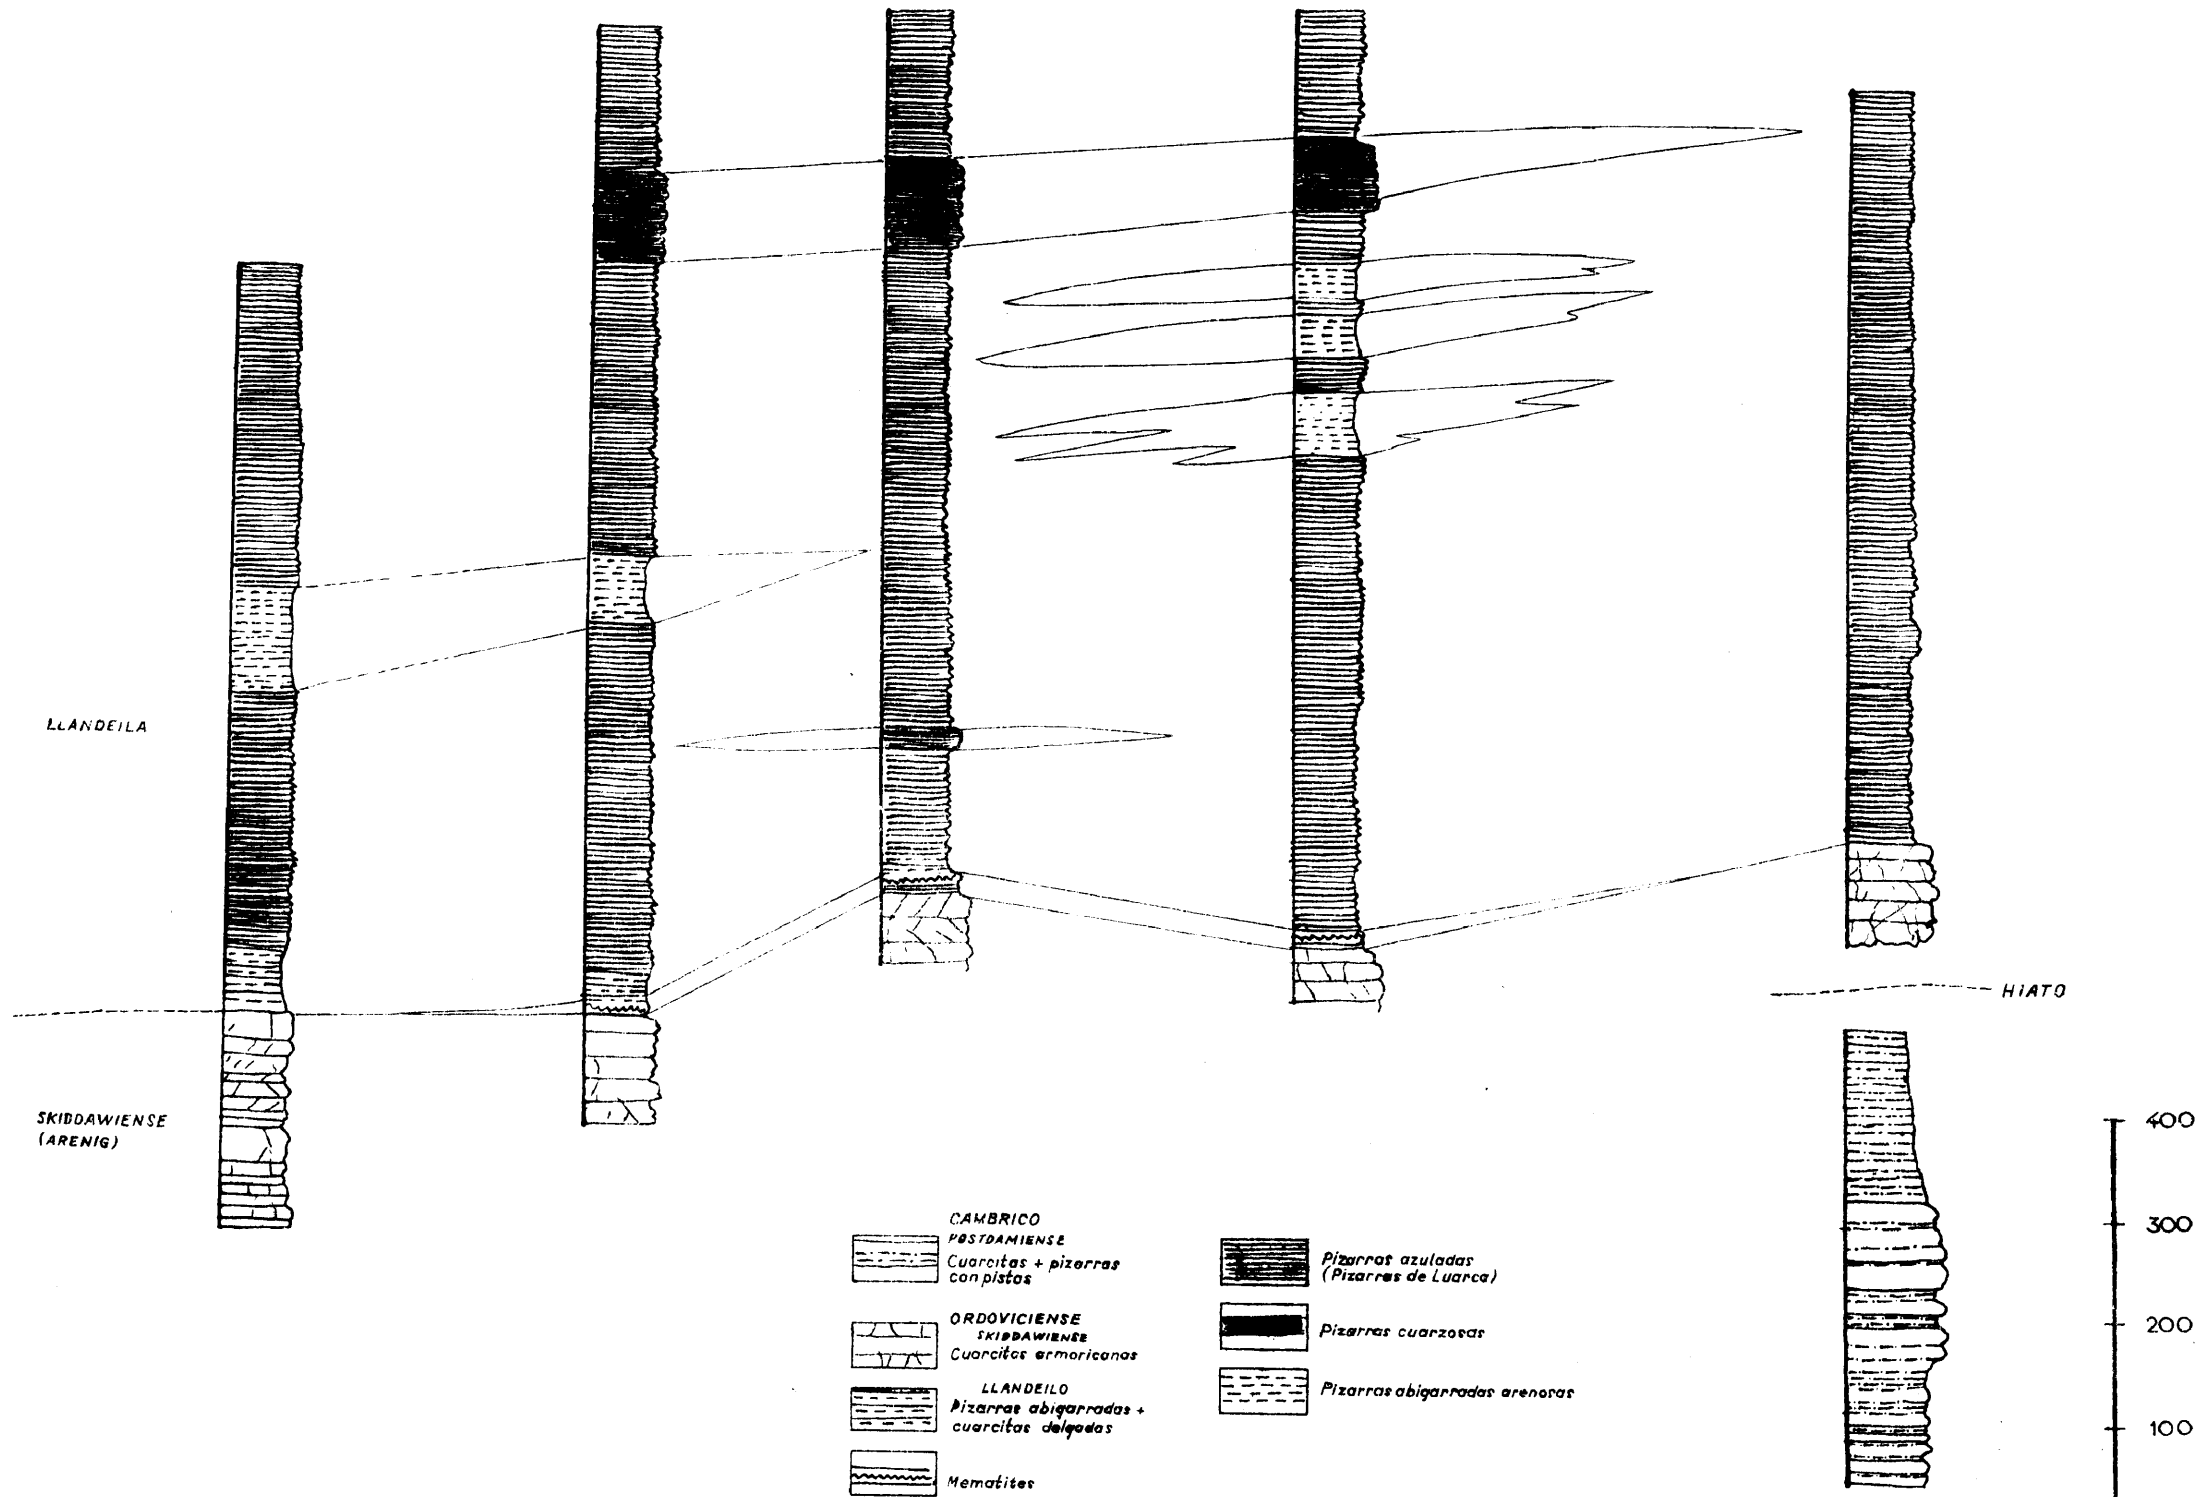 LLANDEILA
HIATO
SKIDDAWIENSE
(ARENIG)
400
300
200
100
CAMBRICO
POSTDAMIENSE
Cuarcitas + pizarras
con pistas
ORDOVICIENSE
SKIDDAWIENSE
Cuarcitas armoricanas
LLANDEILO
Pizarras abigarradas +
cuarcitas delgadas
Mematites
Pizarras azuladas
(Pizarras de Luarca)
Pizarras cuarzosas
Pizarras abigarradas arenosas